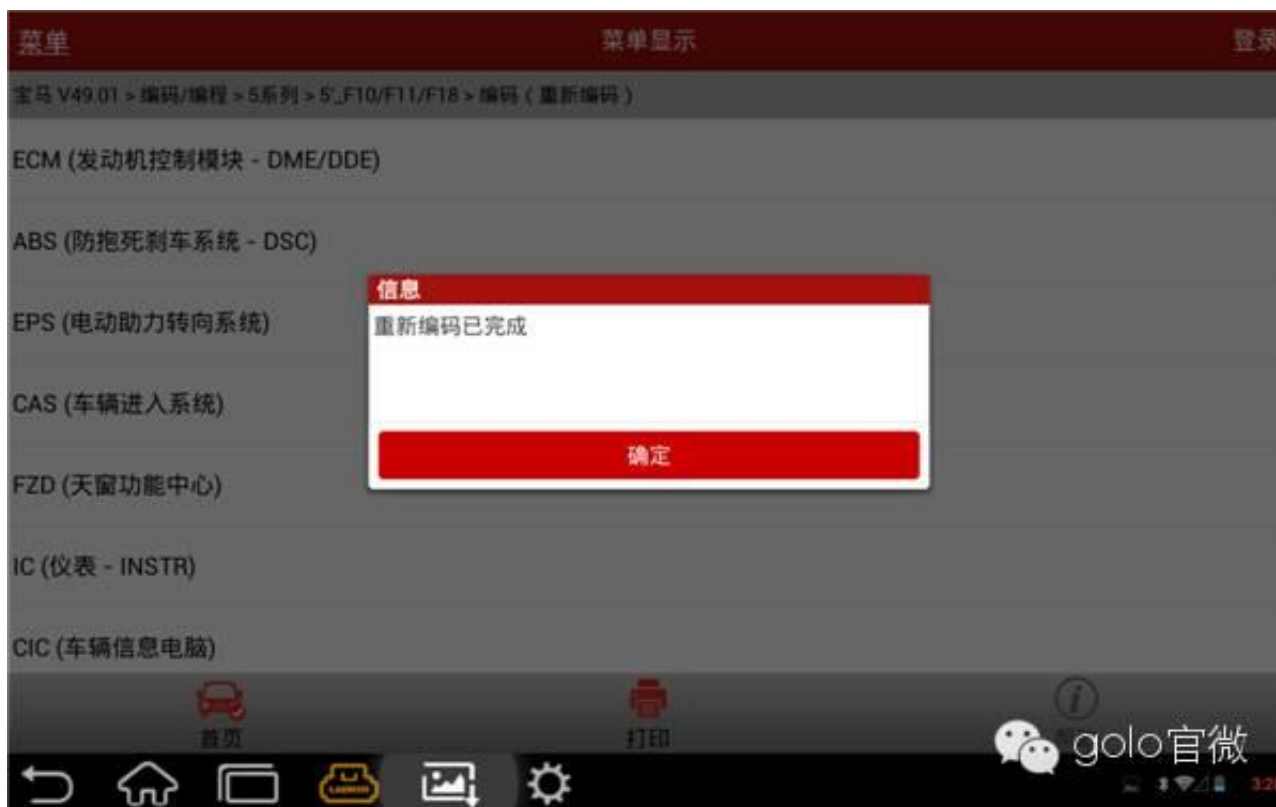 菜单
菜单显示
登录
宝马 V49.01 > 编码/编程 > 5系列 > 5'_F10/F11/F18 > 编码（重新编码）
ECM (发动机控制模块 - DME/DDE)
ABS (防抱死刹车系统 - DSC)
信息
EPS (电动助力转向系统)
重新编码已完成
CAS (车辆进入系统)
确定
FZD (天窗功能中心)
IC (仪表 - INSTR)
CIC (车辆信息电脑)
首页
打印
golo官微
LAUNCH